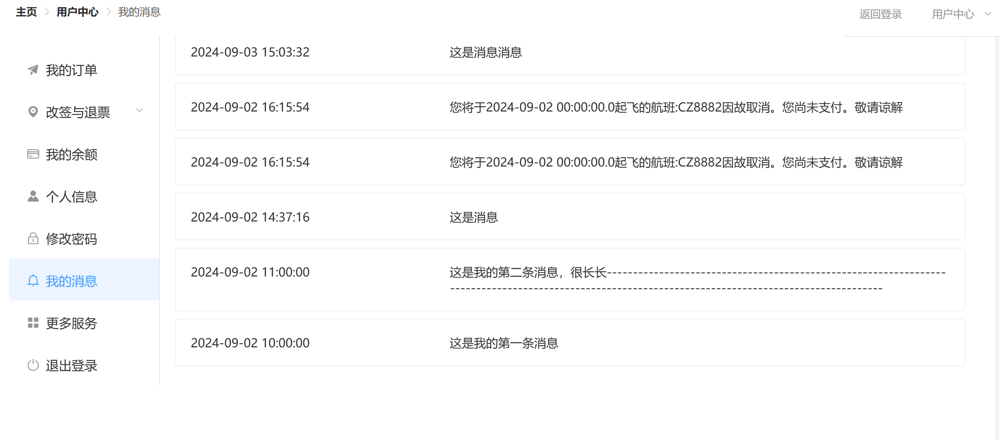 主页 > 用户中心 > 我的消息
返回登录 用户中心
我的订单
改签与退票
我的余额
个人信息
修改密码
我的消息
更多服务
退出登录
2024-09-03 15:03:32 这是消息消息
2024-09-02 16:15:54 您将于2024-09-02 00:00:00.0起飞的航班:CZ8882因故取消。您尚未支付。敬请谅解
2024-09-02 16:15:54 您将于2024-09-02 00:00:00.0起飞的航班:CZ8882因故取消。您尚未支付。敬请谅解
2024-09-02 14:37:16 这是消息
2024-09-02 11:00:00 这是我的第二条消息，很长长-----------------------------------------------------------------
-----------------------------------------------------------------------------------
2024-09-02 10:00:00 这是我的第一条消息